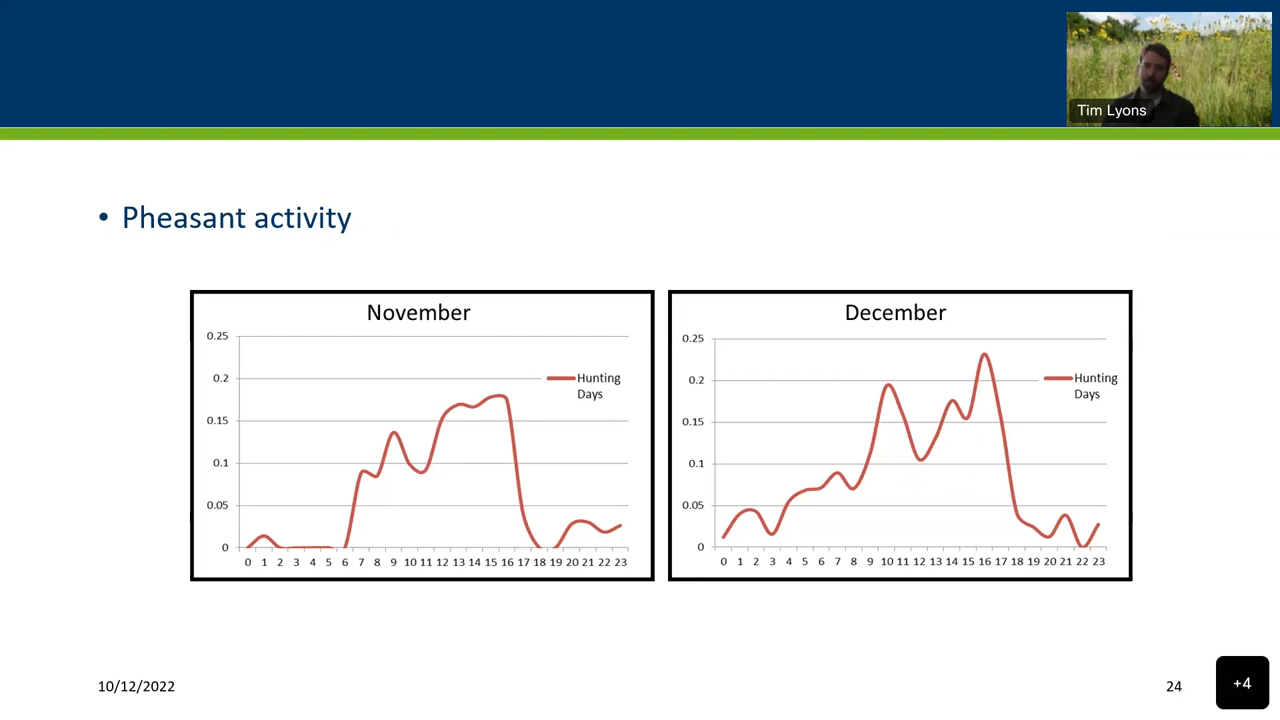 Tim Lyons
• Pheasant activity
November
0.25
0.2
0.15
0.1
0.05
0
0 1 2 3 4 5 6 7 8 9 10 11 12 13 14 15 16 17 18 19 20 21 22 23
Hunting
Days
December
0.25
0.2
0.15
0.1
0.05
0
0 1 2 3 4 5 6 7 8 9 10 11 12 13 14 15 16 17 18 19 20 21 22 23
Hunting
Days
10/12/2022
24
+4